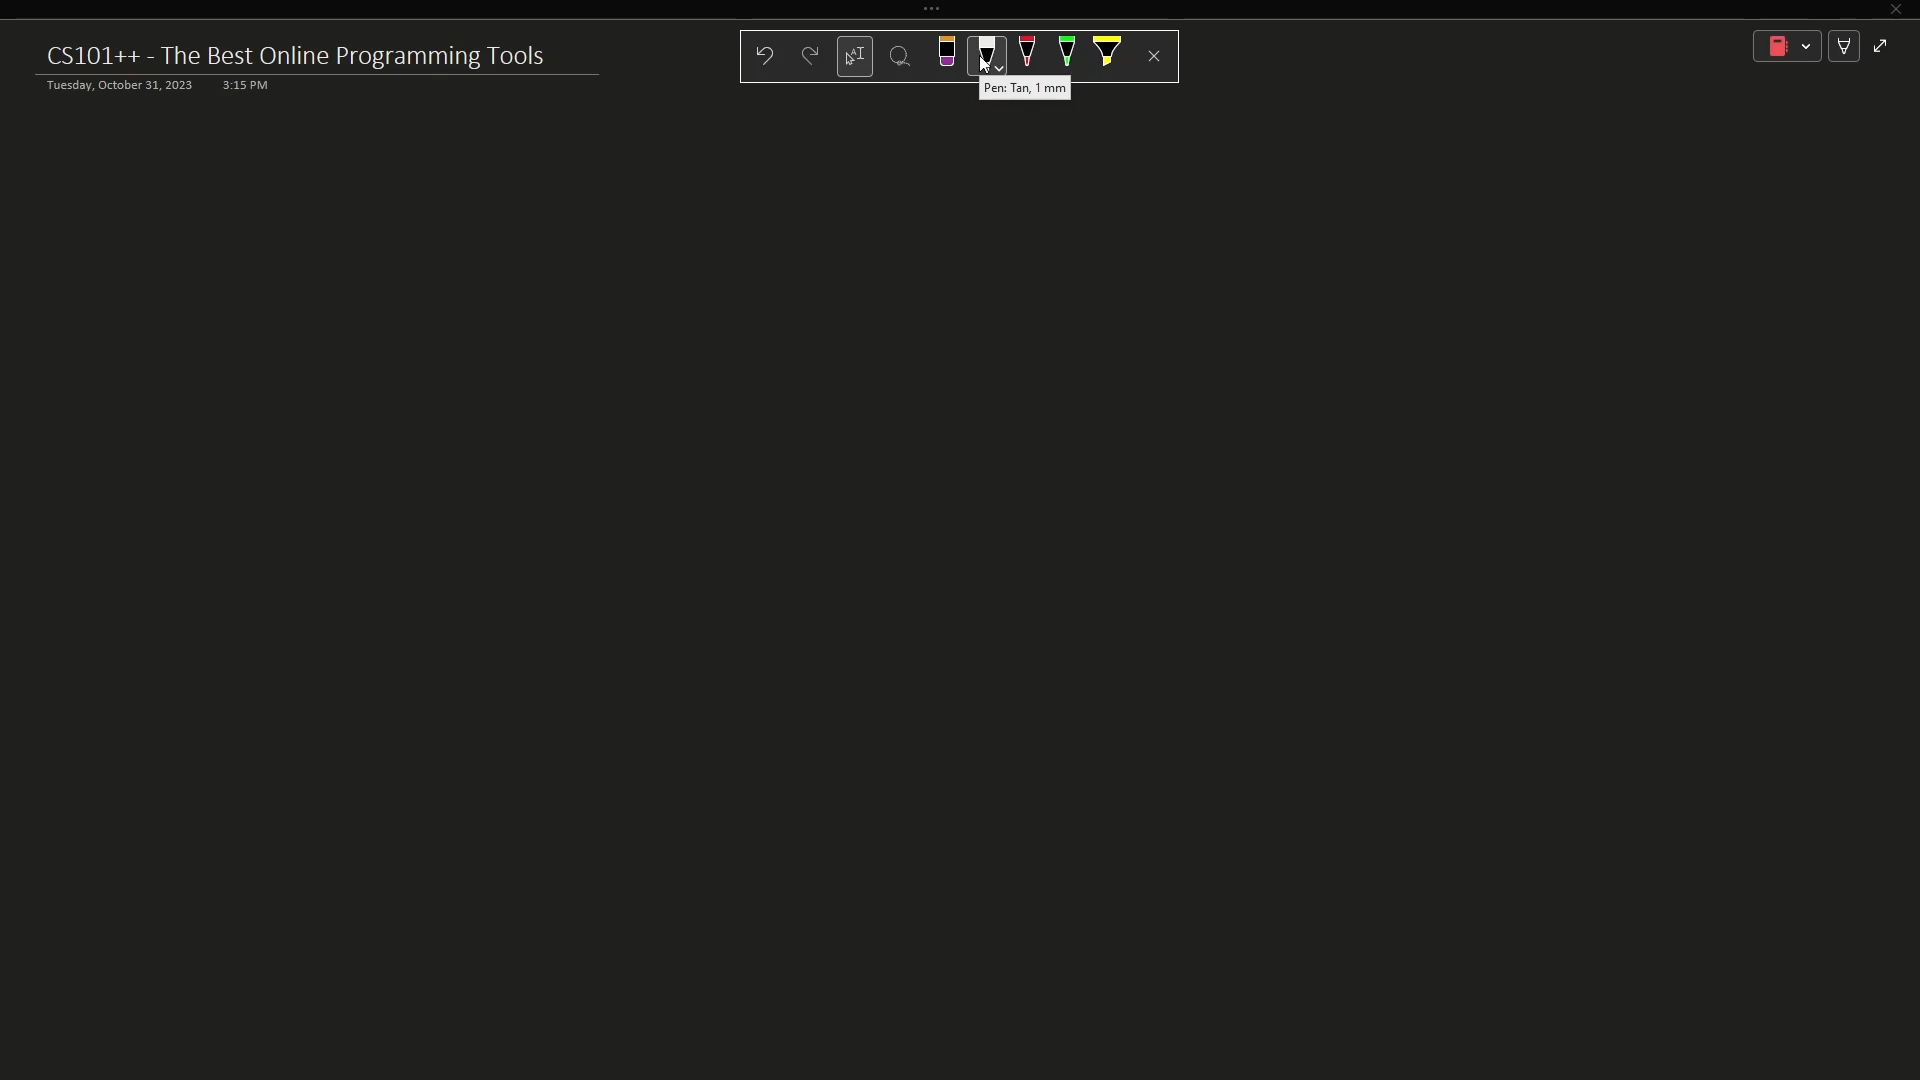 CS101++ - The Best Online Programming Tools
Tuesday, October 31, 2023 3:15 PM
Pen: Tan, 1 mm